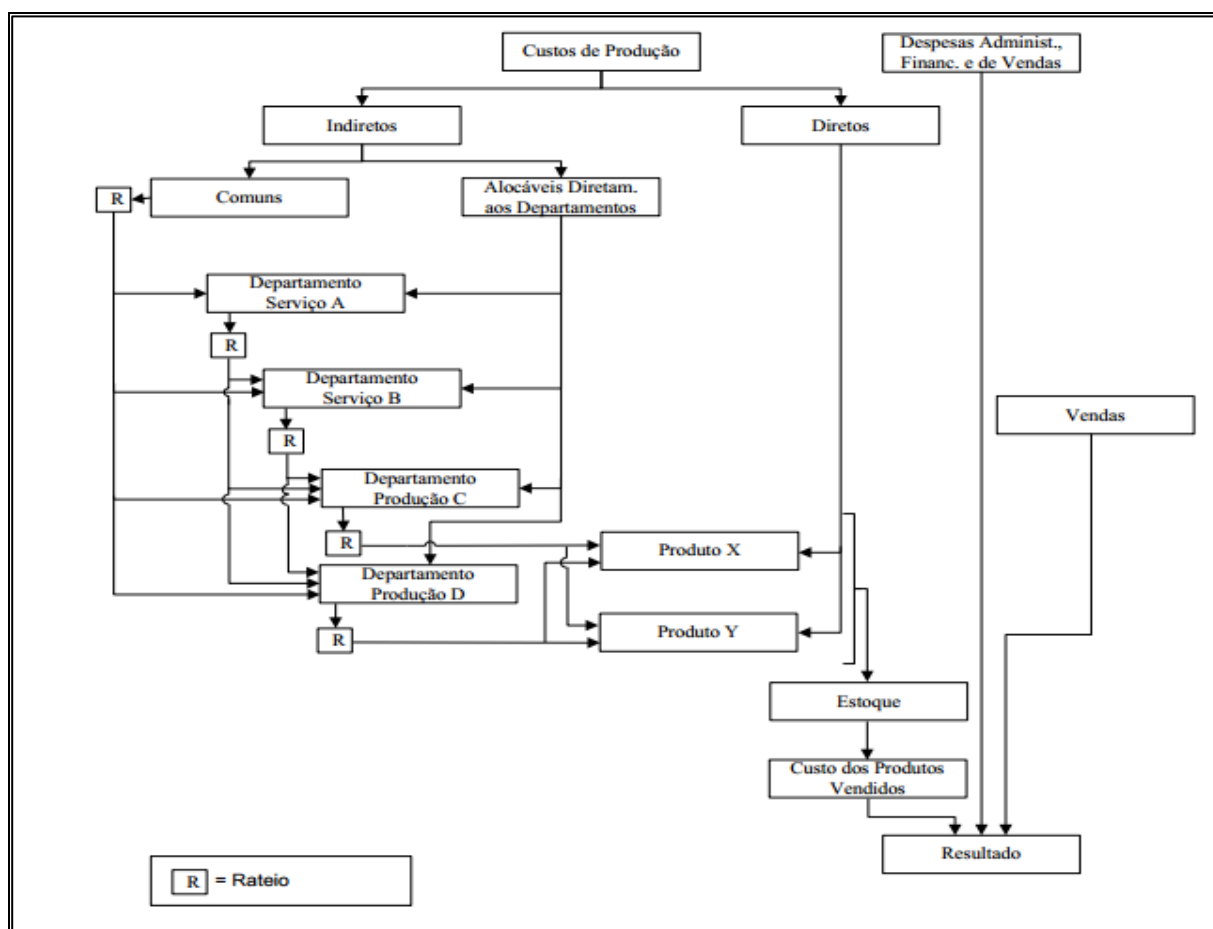 Custos de Produção
Despesas Administ.,
Financ. e de Vendas
Indiretos
Diretos
R
Comuns
Alocáveis Diretam.
aos Departamentos
Departamento
Serviço A
R
Departamento
Serviço B
Vendas
R
Departamento
Produção C
R
Produto X
Departamento
Produção D
R
Produto Y
Estoque
Custo dos Produtos
Vendidos
Resultado
R = Rateio